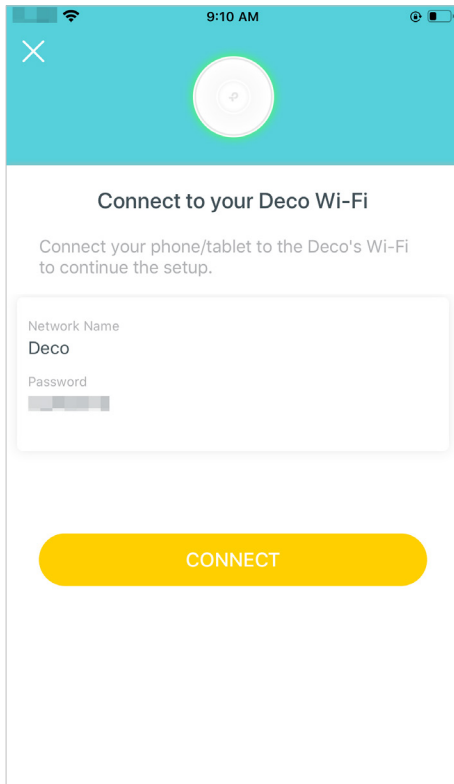 9:10 AM
Connect to your Deco Wi-Fi
Connect your phone/tablet to the Deco's Wi-Fi
to continue the setup.
Network Name
Deco
Password
CONNECT